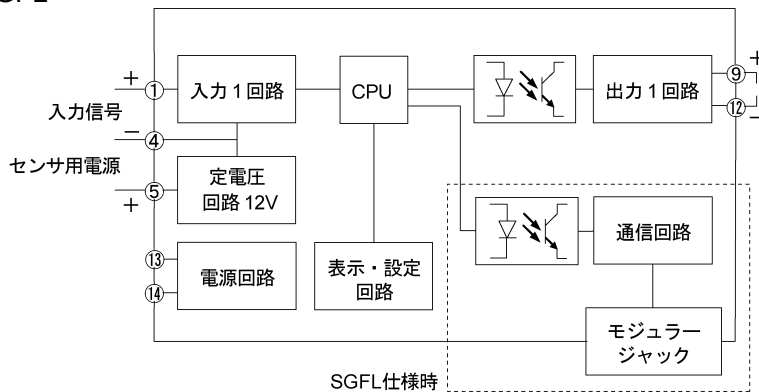 +
①
入力1回路
CPU
出力1回路
⑨
+
入力信号
⑫
−
−
④
センサ用電源
⑤
+
定電圧
回路12V
通信回路
⑬
⑭
電源回路
表示・設定
回路
モジュラー
ジャック
SGFL仕様時